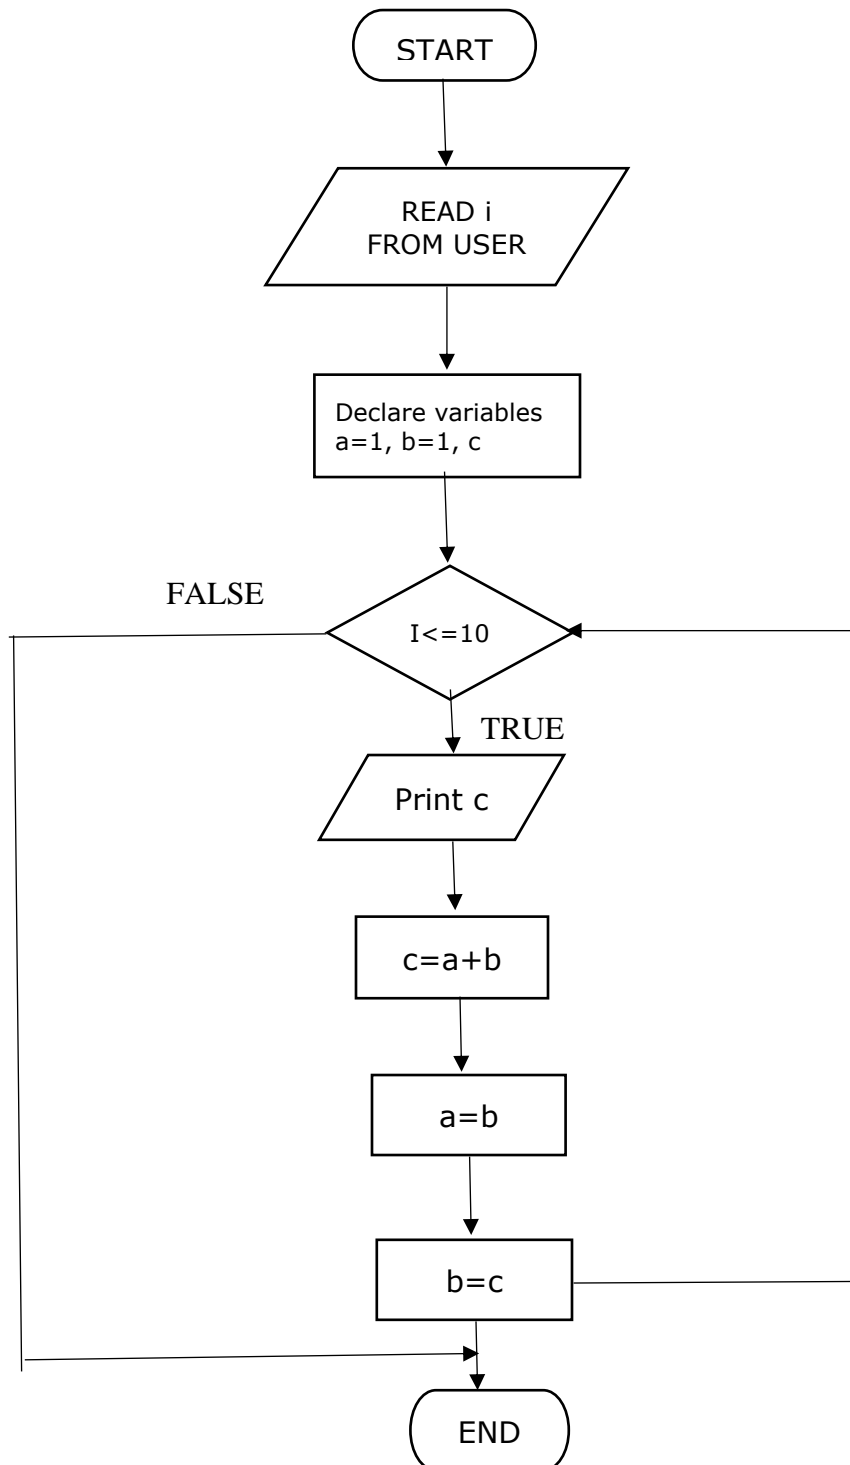 START
READ i
FROM USER
Declare variables
a=1, b=1, c
FALSE
I<=10
TRUE
Print c
c=a+b
a=b
b=c
END